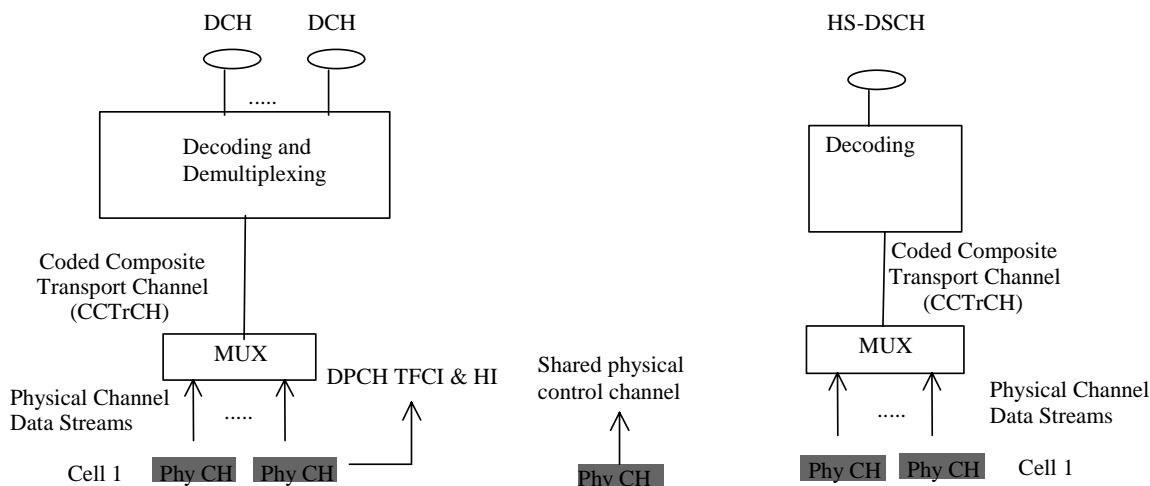 DCH DCH
HS-DSCH
.....
Decoding and
Demultiplexing
Decoding
Coded Composite
Transport Channel
(CCTrCH)
Coded Composite
Transport Channel
(CCTrCH)
MUX
MUX
DPCH TFCI & HI
Shared physical
control channel
Physical Channel
Data Streams
.....
.....
Physical Channel
Data Streams
Cell 1 Phy CH Phy CH
Phy CH
Phy CH Phy CH Cell 1